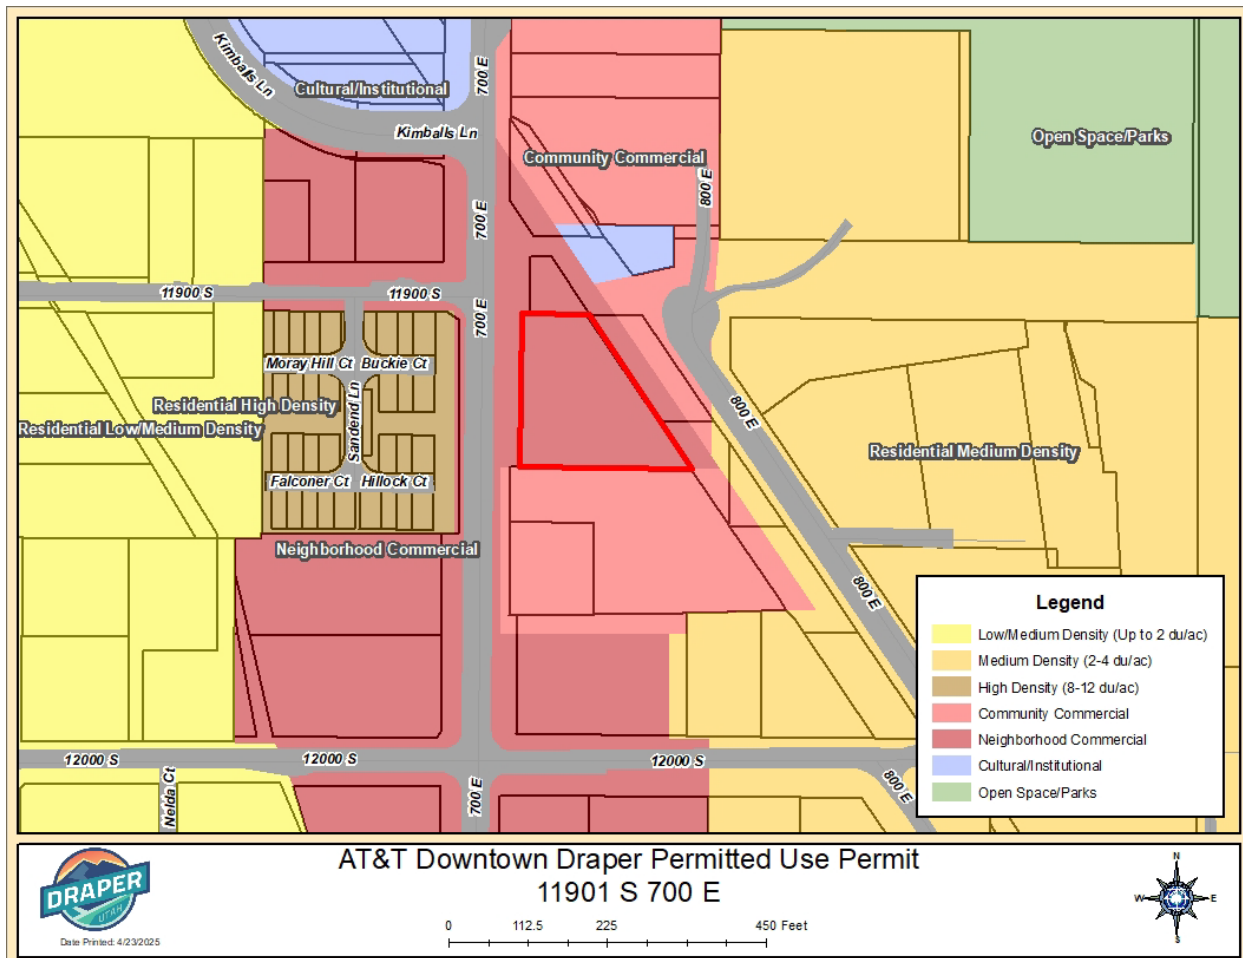 Kimballs Ln
700 E
Cultural/Institutional
Kimballs Ln
Community Commercial
Open Space/Parks
800 E
700 E
11900 S
11900 S
700 E
Moray Hill Ct
Buckie Ct
Sandend Ln
Residential High Density
Residential Low/Medium Density
800 E
Residential Medium Density
Falconer Ct
Hillock Ct
Neighborhood Commercial
800 E
Legend
Low/Medium Density (Up to 2 du/ac)
Medium Density (2-4 du/ac)
High Density (8-12 du/ac)
Community Commercial
Neighborhood Commercial
Cultural/Institutional
Open Space/Parks
12000 S
12000 S
12000 S
Nelda Ct
700 E
800 E
DRAPER
UTAH
Date Printed: 4/23/2025
AT&T Downtown Draper Permitted Use Permit
11901 S 700 E
0 112.5 225 450 Feet
N
W E
S